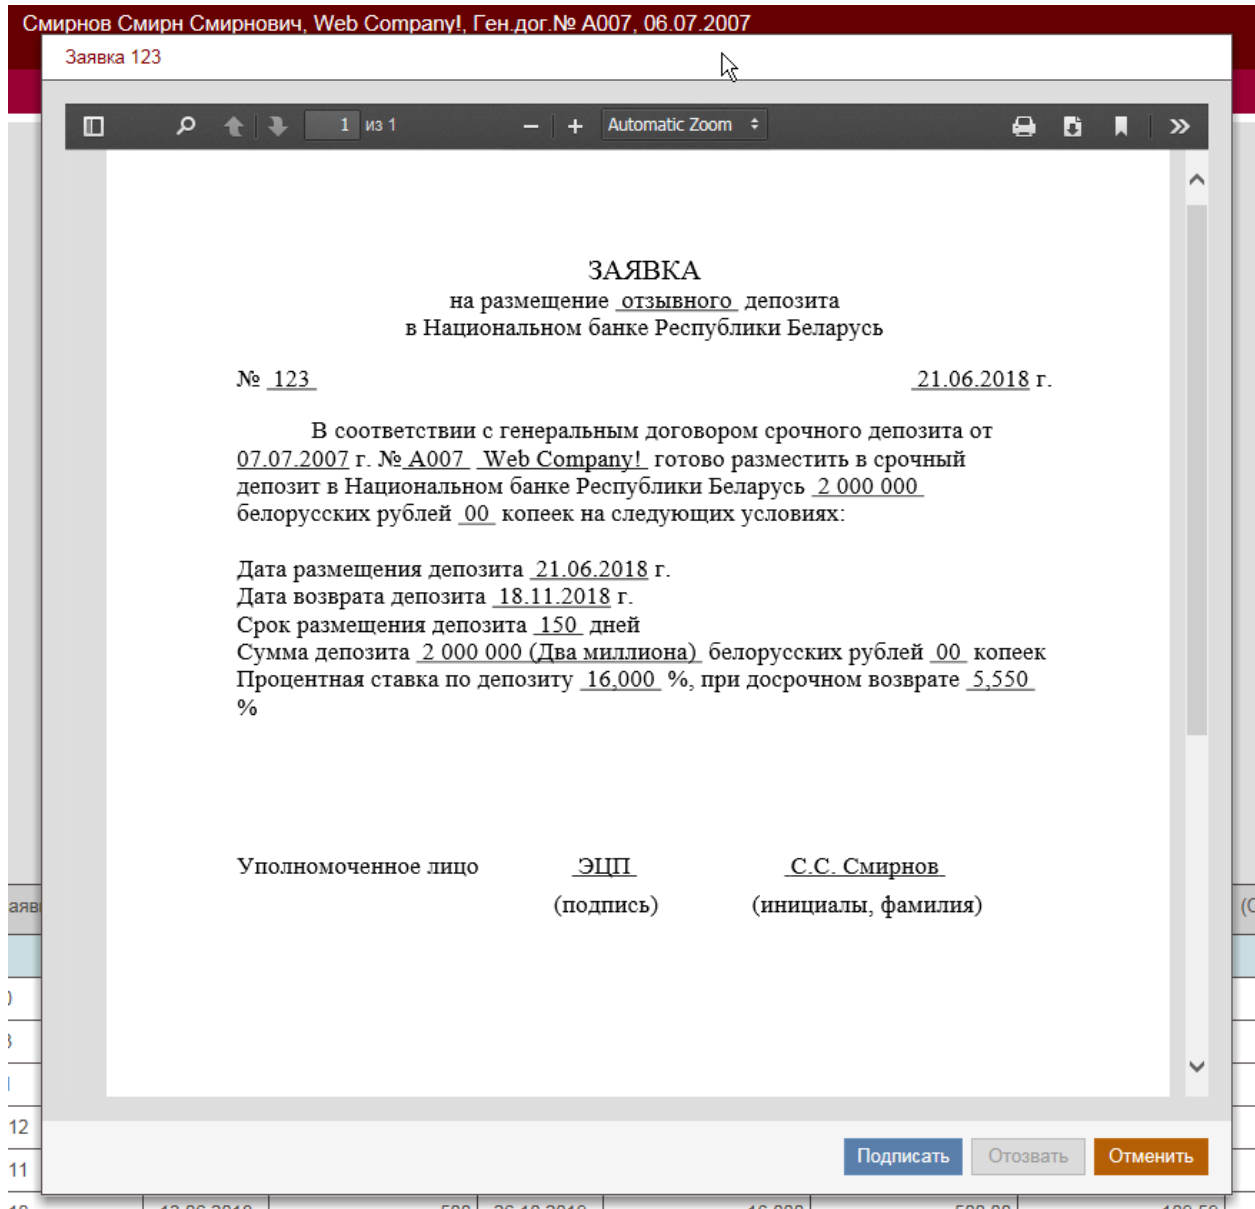 Смирнов Смирн Смирнович, Web Company!, Ген.дог.№ А007, 06.07.2007
Заявка 123
1 из 1
Automatic Zoom
ЗАЯВКА
на размещение отзывного депозита
в Национальном банке Республики Беларусь
№ 123 21.06.2018 г.
В соответствии с генеральным договором срочного депозита от
07.07.2007 г. № А007 Web Company! готово разместить в срочный
депозит в Национальном банке Республики Беларусь 2 000 000
белорусских рублей 00 копеек на следующих условиях:
Дата размещения депозита 21.06.2018 г.
Дата возврата депозита 18.11.2018 г.
Срок размещения депозита 150 дней
Сумма депозита 2 000 000 (Два миллиона) белорусских рублей 00 копеек
Процентная ставка по депозиту 16,000 %, при досрочном возврате 5,550
%
Уполномоченное лицо ЭЦП С.С. Смирнов
(подпись) (инициалы, фамилия)
12
11
Подписать Отозвать Отменить